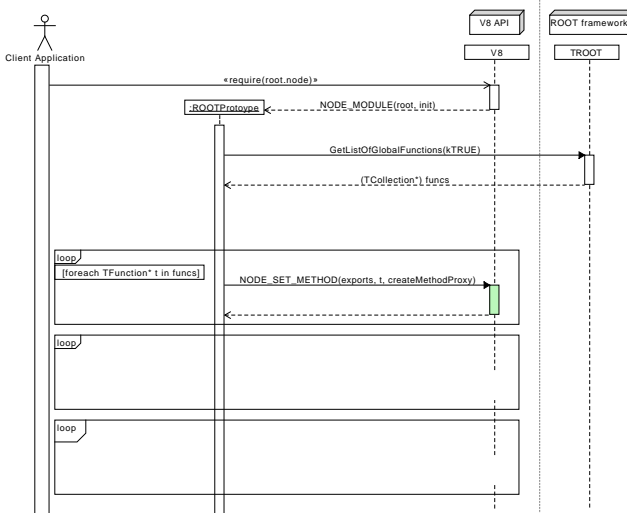 V8 API
ROOT framework
Client Application
V8
TROOT
«require(root.node)»
:ROOTPrototype
NODE_MODULE(root, init)
GetListOfGlobalFunctions(kTRUE)
(TCollection*) funcs
loop
[foreach TFunction* t in funcs]
NODE_SET_METHOD(exports, t, createMethodProxy)
loop
loop